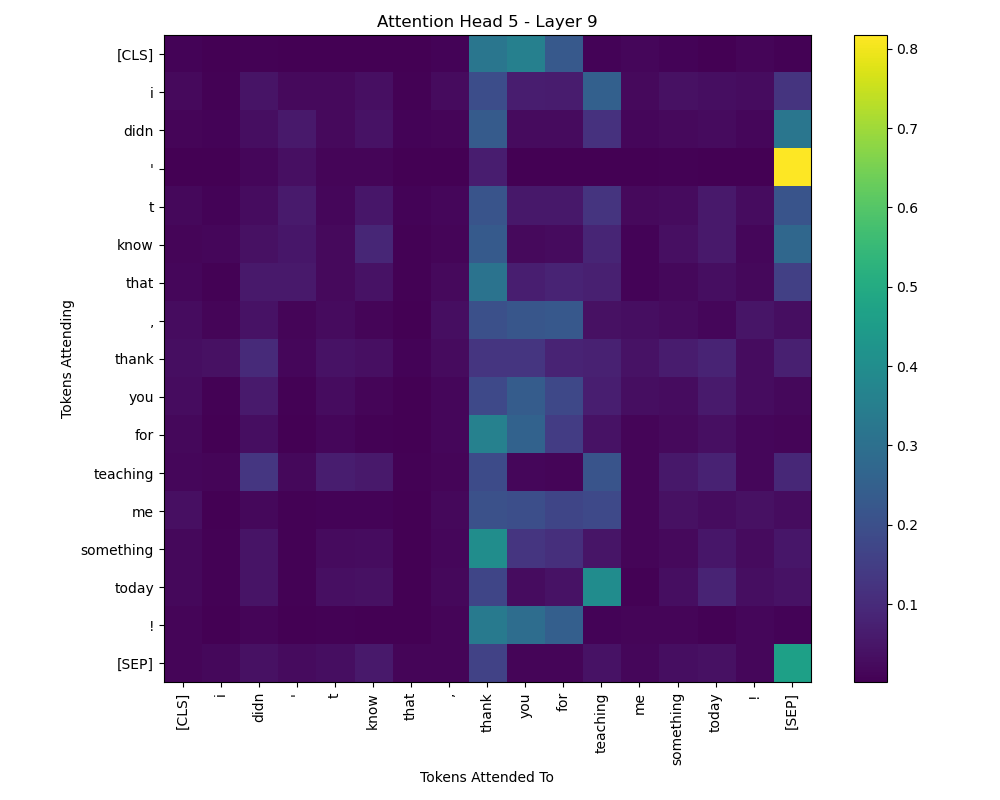 Attention Head 5 - Layer 9
[CLS]
i
didn
'
t
know
that
,
thank
you
for
teaching
me
something
today
!
[SEP]
Tokens Attending
[CLS]
i
didn
'
t
know
that
,
thank
you
for
teaching
me
something
today
!
[SEP]
Tokens Attended To
0.8
0.7
0.6
0.5
0.4
0.3
0.2
0.1